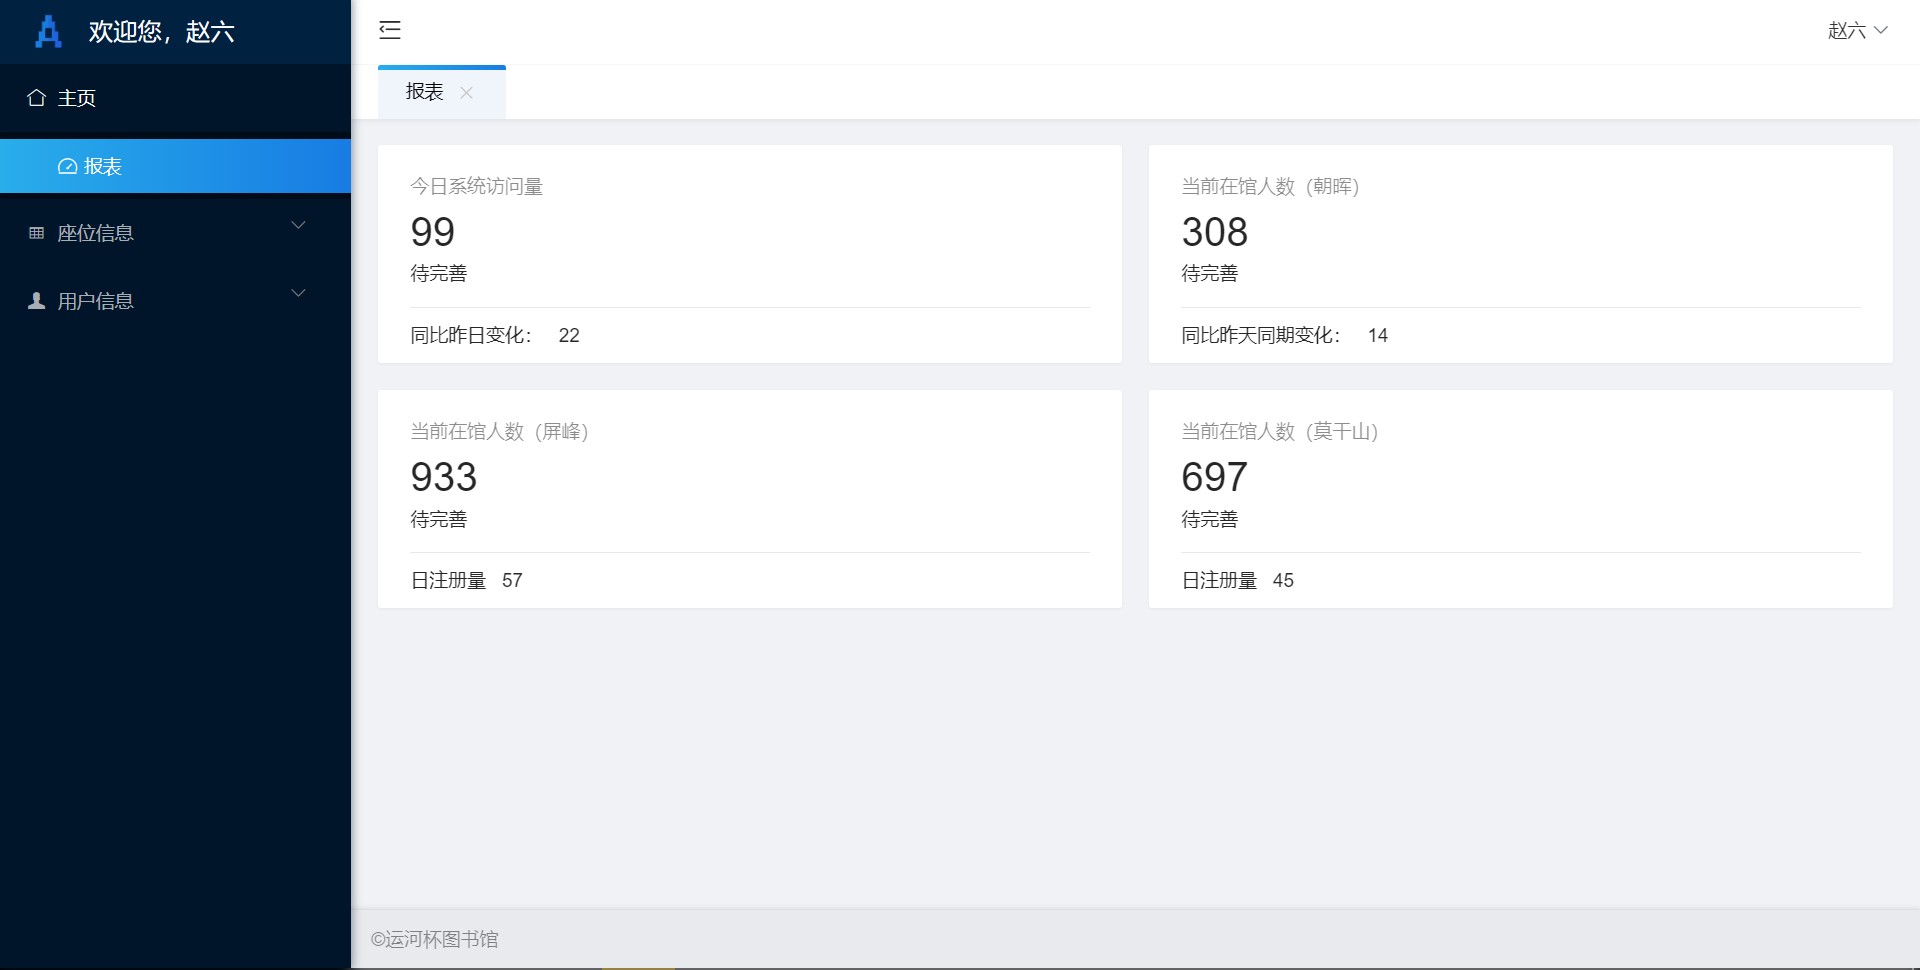 欢迎您，赵六
主页
报表
座位信息
用户信息
赵六
报表
今日系统访问量
99
待完善
同比昨日变化： 22
当前在馆人数（朝晖）
308
待完善
同比昨天同期变化： 14
当前在馆人数（屏峰）
933
待完善
日注册量 57
当前在馆人数（莫干山）
697
待完善
日注册量 45
©运河杯图书馆